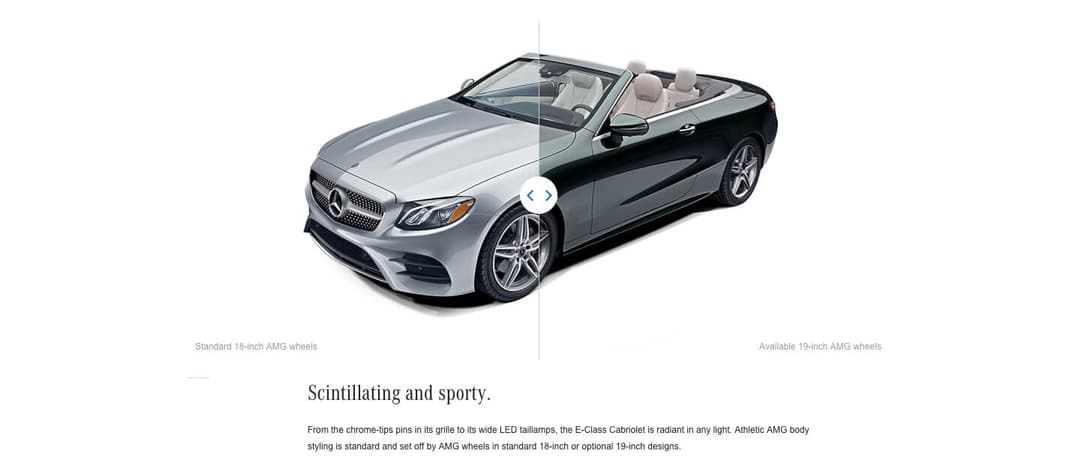 Standard 18-inch AMG wheels
Available 19-inch AMG wheels
Scintillating and sporty.
From the chrome-tips pins in its grille to its wide LED taillamps, the E-Class Cabriolet is radiant in any light. Athletic AMG body
styling is standard and set off by AMG wheels in standard 18-inch or optional 19-inch designs.